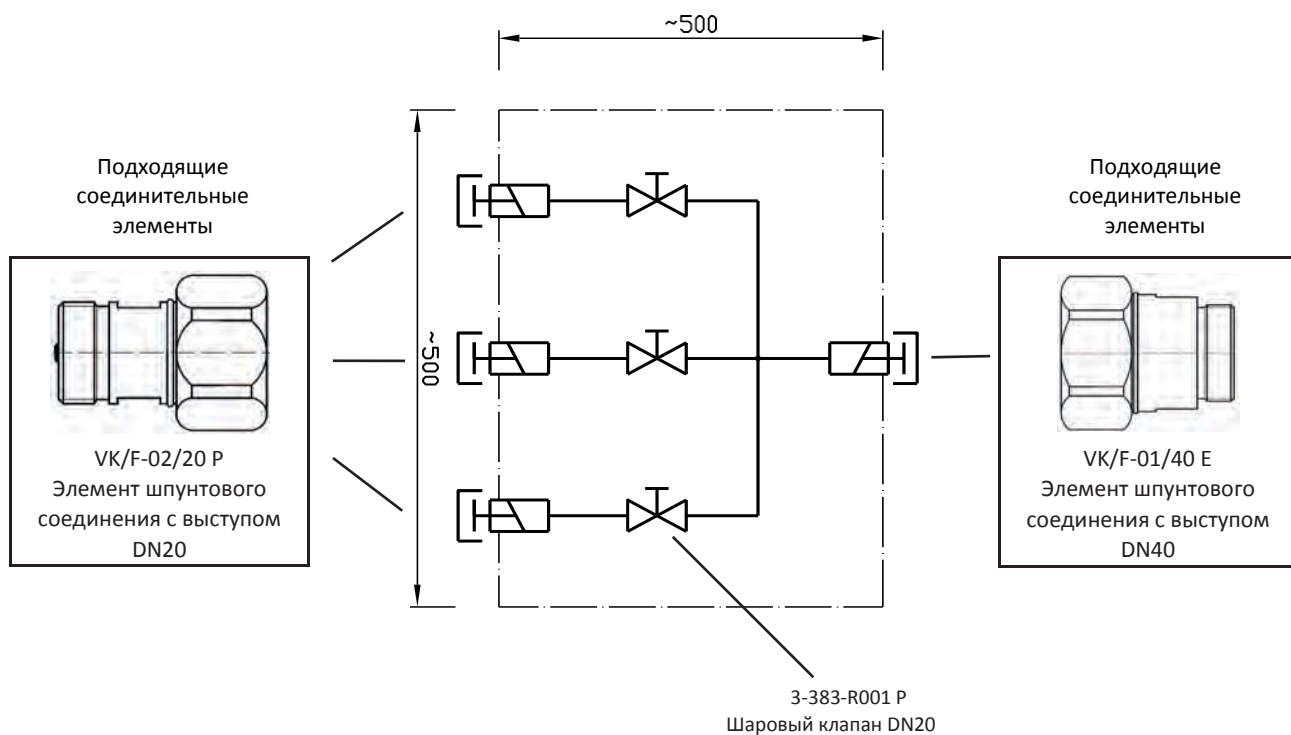 ~500
Подходящие
соединительные
элементы
VK/F-02/20 P
Элемент шпунтового
соединения с выступом
DN20
~500
Подходящие
соединительные
элементы
VK/F-01/40 E
Элемент шпунтового
соединения с выступом
DN40
3-383-R001 P
Шаровый клапан DN20